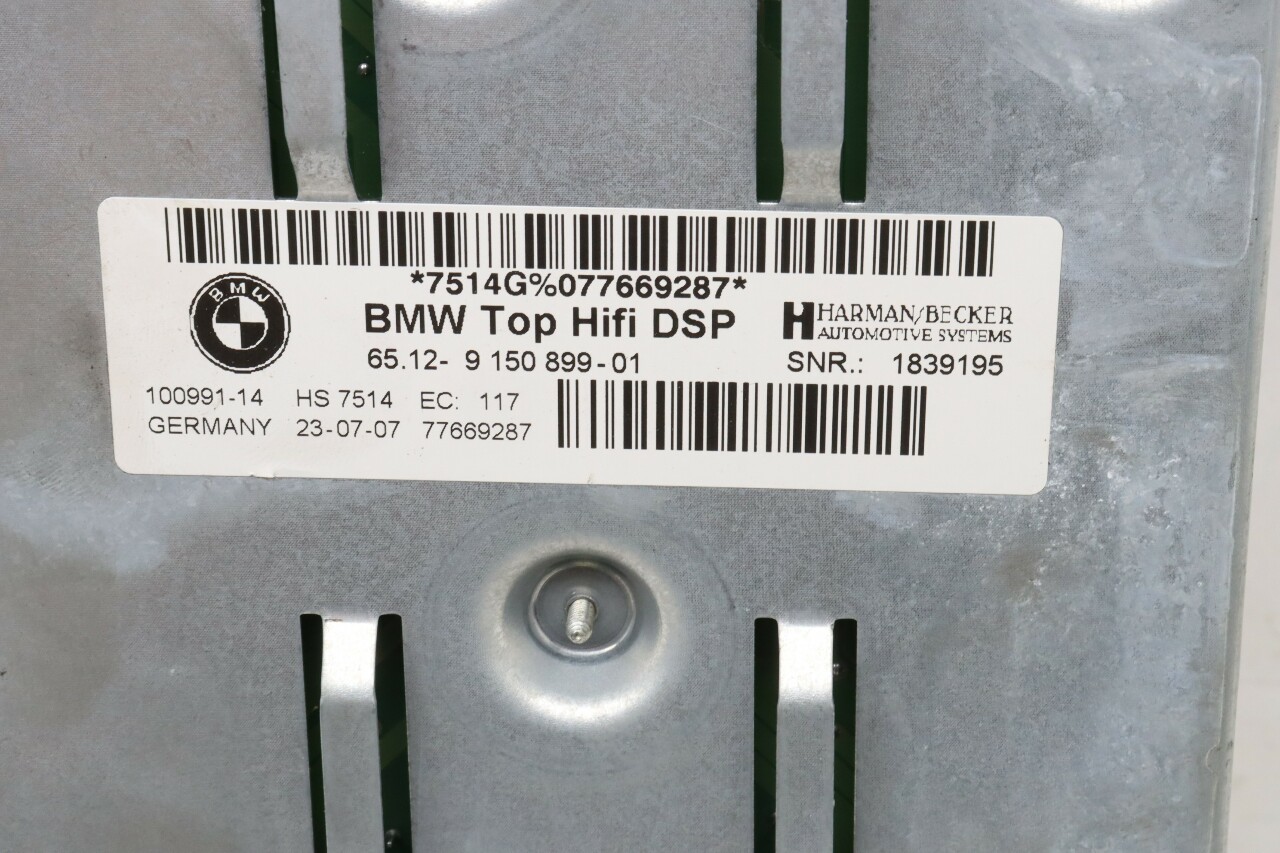 *7514G%077669287*
BMW
BMW Top Hifi DSP
HARMAN/BECKER
AUTOMOTIVE SYSTEMS
65.12- 9 150 899-01
SNR.: 1839195
100991-14 HS 7514 EC: 117
GERMANY 23-07-07 77669287